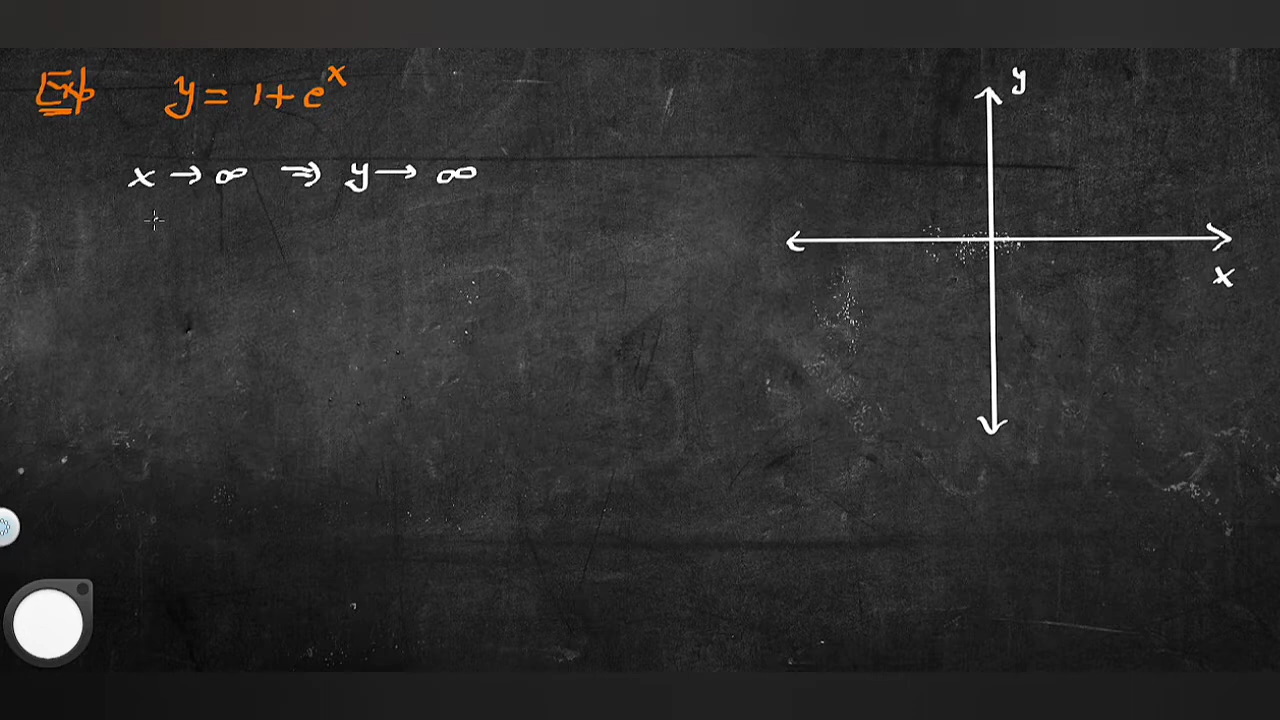 Exp y = 1 + e^x
x → ∞ ⇒ y → ∞
y
x